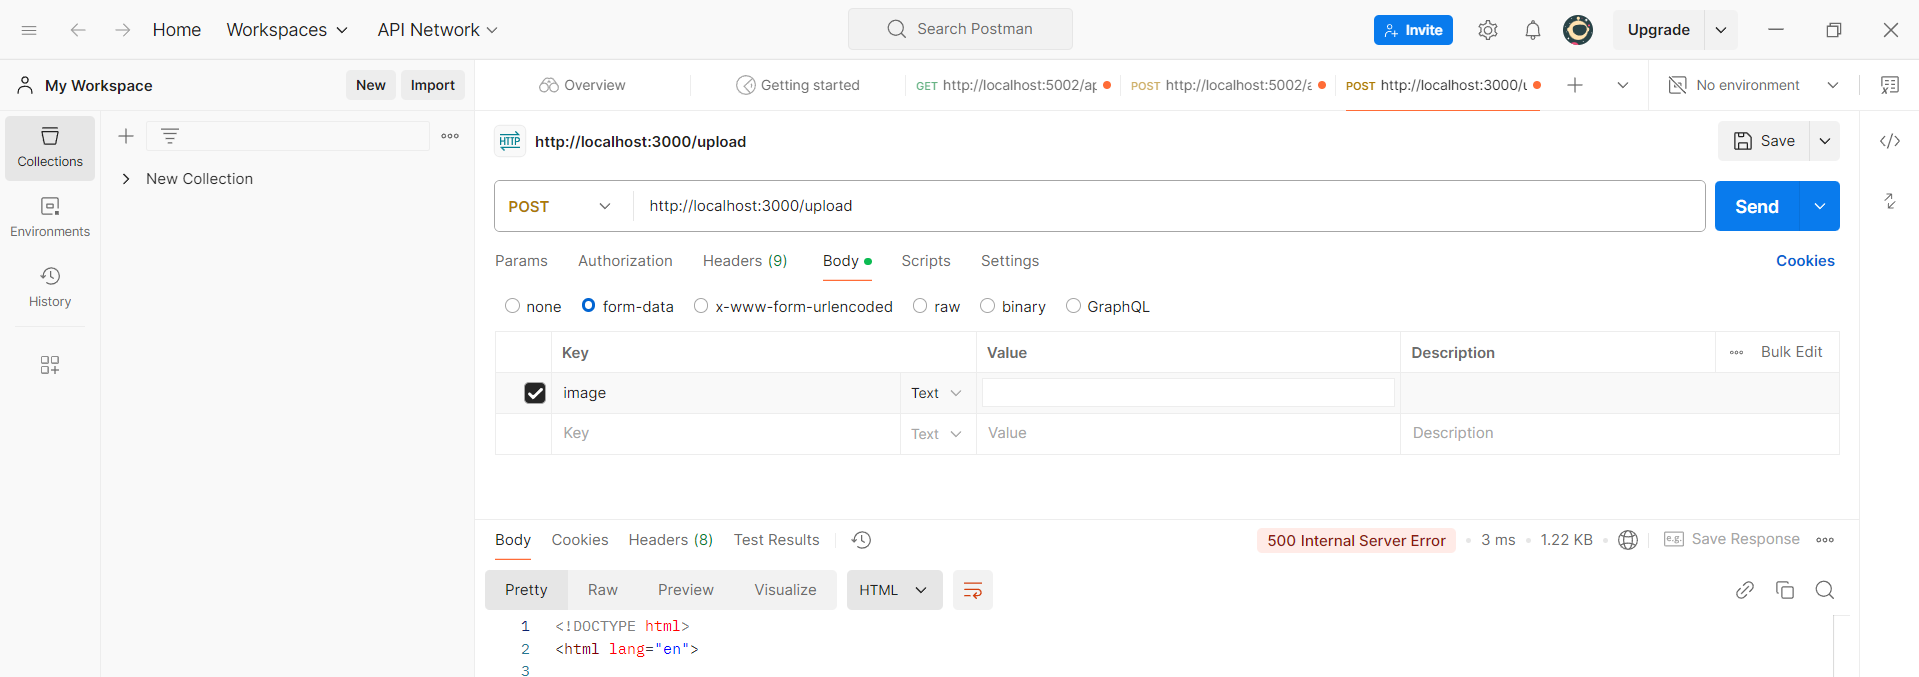 Home
Workspaces
API Network
Search Postman
Invite
Upgrade
My Workspace
New
Import
Overview
Getting started
GET http://localhost:5002/ap
POST http://localhost:5002/a
POST http://localhost:3000/u
No environment
Collections
New Collection
Environments
History
HTTP
http://localhost:3000/upload
Save
POST
http://localhost:3000/upload
Send
Params
Authorization
Headers (9)
Body
Scripts
Settings
Cookies
none
form-data
x-www-form-urlencoded
raw
binary
GraphQL
Key
Value
Description
Bulk Edit
image
Text
Key
Text
Value
Description
Body
Cookies
Headers (8)
Test Results
500 Internal Server Error
3 ms
1.22 KB
e.g.
Save Response
Pretty
Raw
Preview
Visualize
HTML
1 <!DOCTYPE html>
2 <html lang="en">
3